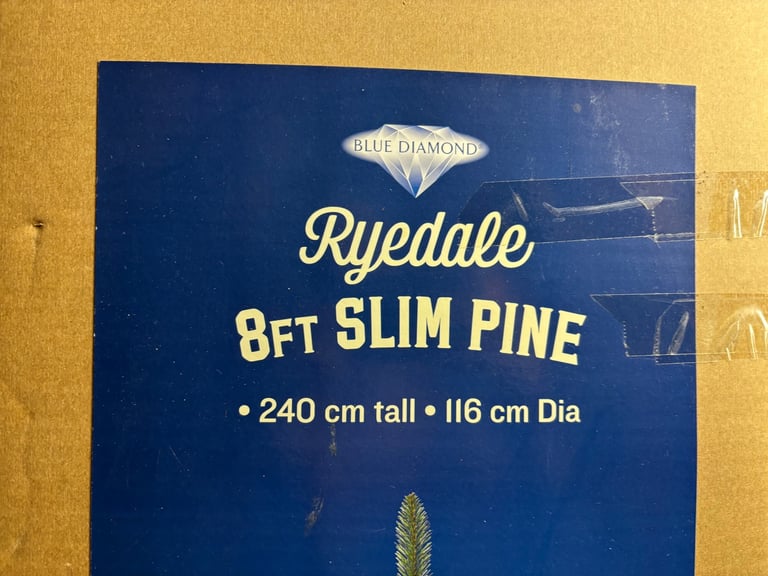 BLUE DIAMOND
Ryedale
8FT SLIM PINE
• 240 cm tall • 116 cm Dia